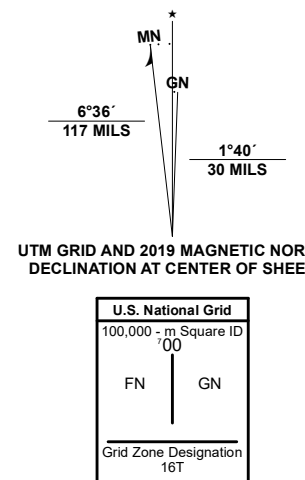 ★
MN
GN
6°36´
117 MILS
1°40´
30 MILS
UTM GRID AND 2019 MAGNETIC NOR
DECLINATION AT CENTER OF SHEE
U.S. National Grid
100,000 - m Square ID
⁷00
FN GN
Grid Zone Designation
16T